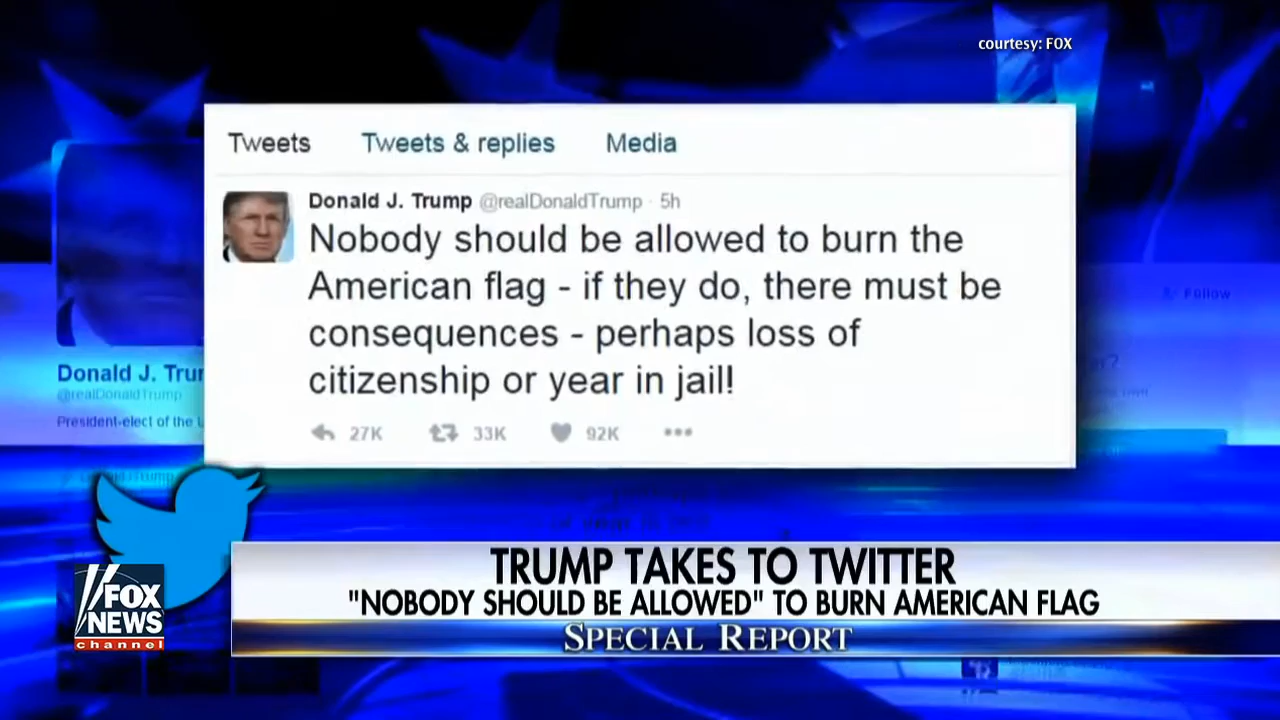 courtesy: FOX
Tweets Tweets & replies Media
Donald J. Trump @realDonaldTrump · 5h
Nobody should be allowed to burn the
American flag - if they do, there must be
consequences - perhaps loss of
citizenship or year in jail!
27K 33K 92K •••
Follow
Donald J. Tru
@realDonaldTrump
President-elect of the
TRUMP TAKES TO TWITTER
"NOBODY SHOULD BE ALLOWED" TO BURN AMERICAN FLAG
SPECIAL REPORT
FOX
NEWS
channel